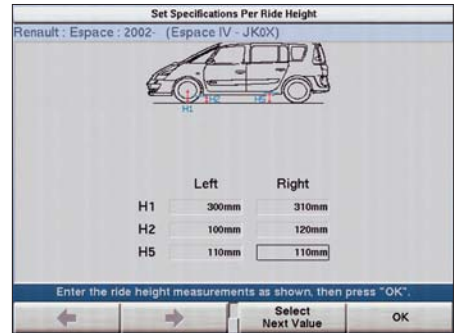 Set Specifications Per Ride Height
Renault : Espace : 2002- (Espace IV - JK0X)
H1
H2
H5
Left Right
H1 300mm 310mm
H2 100mm 120mm
H5 110mm 110mm
Enter the ride height measurements as shown, then press "OK".
Select
Next Value
OK